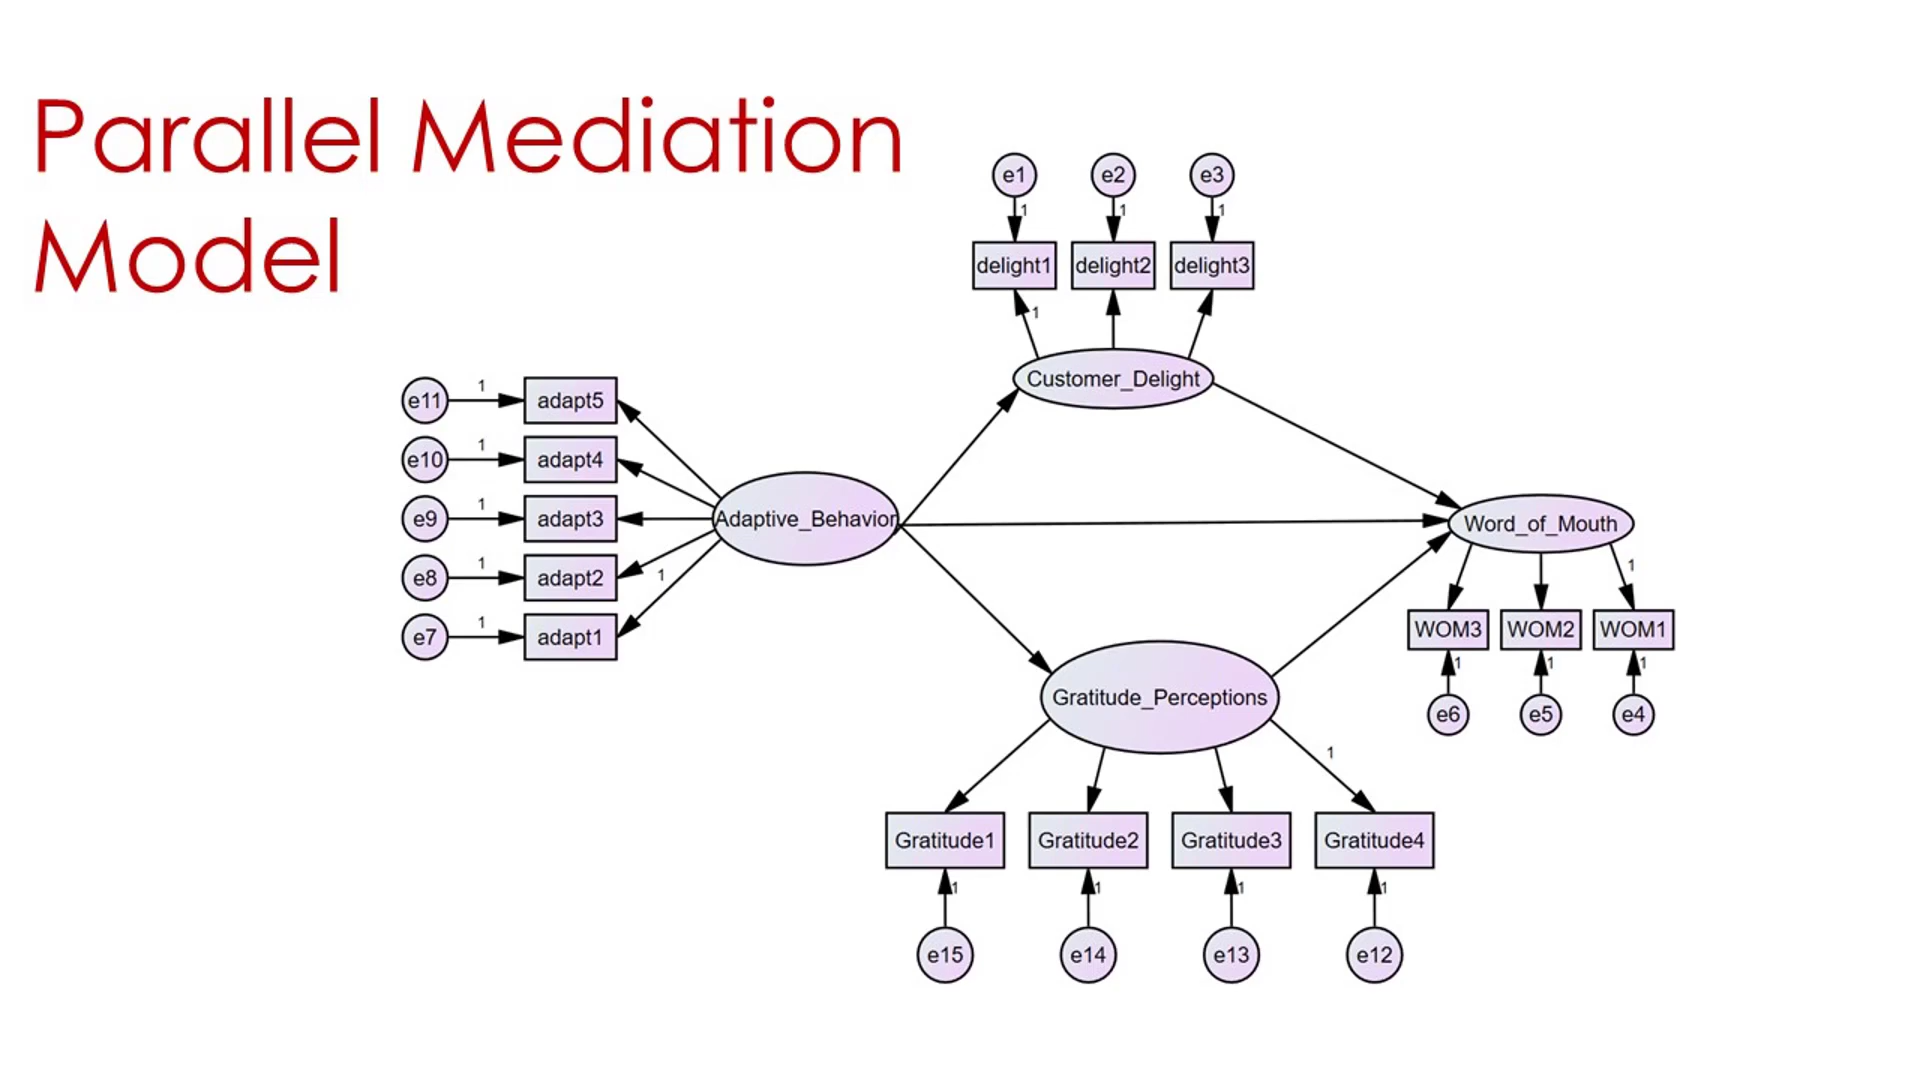 Parallel Mediation
Model
e1 e2 e3
1 1 1
delight1 delight2 delight3
1
Customer_Delight
e11 1 adapt5
e10 1 adapt4
e9 1 adapt3
e8 1 adapt2
1
e7 1 adapt1
Adaptive_Behavior
Word_of_Mouth
1
WOM3 WOM2 WOM1
1 1 1
e6 e5 e4
Gratitude_Perceptions
1
Gratitude1 Gratitude2 Gratitude3 Gratitude4
1 1 1 1
e15 e14 e13 e12